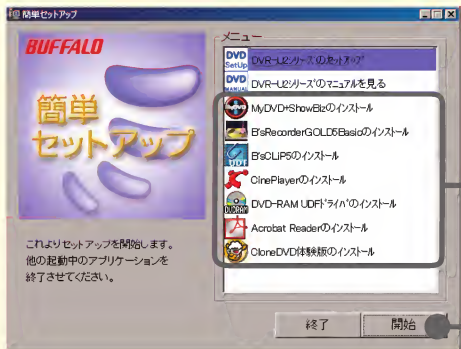 簡単セットアップ
BUFFALO
簡単
セットアップ
これよりセットアップを開始します。
他の起動中のアプリケーションを
終了させてください。
メニュー
DVD SetUp DVR-U2シリーズのセットアップ
DVD MANUAL DVR-U2シリーズのマニュアルを見る
MyDVD MyDVD+ShowBizのインストール
B'sRecorderGOLD5Basicのインストール
UDF B'sCLiP5のインストール
CinePlayerのインストール
DVDRAM DVD-RAM UDFドライバのインストール
Acrobat Readerのインストール
CloneDVD体験版のインストール
終了
開始